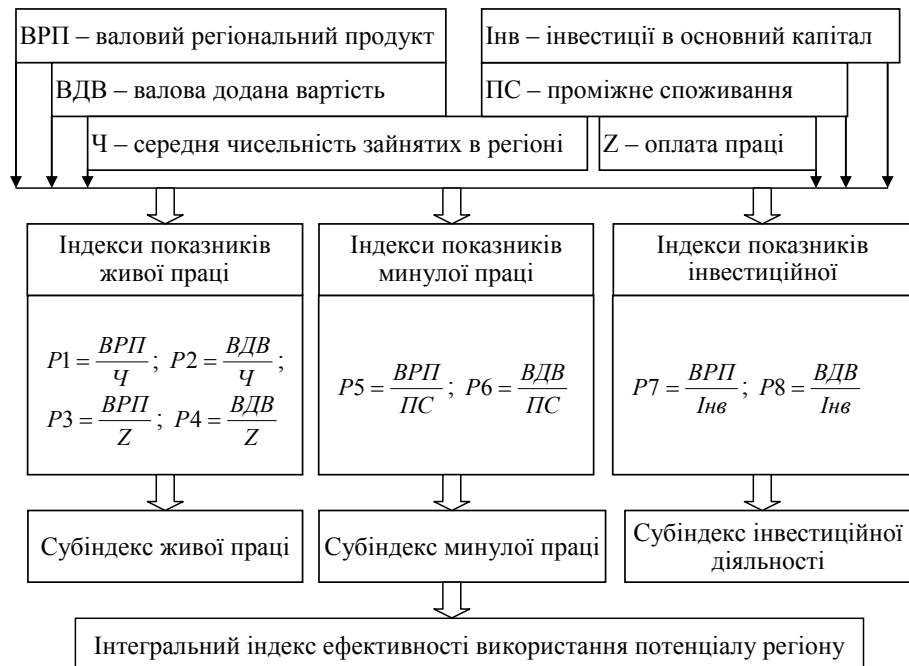 ВРП – валовий регіональний продукт
Інв – інвестиції в основний капітал
ВДВ – валова додана вартість
ПС – проміжне споживання
Ч – середня чисельність зайнятих в регіоні
Z – оплата праці
Індекси показників
живої праці
Індекси показників
минулої праці
Індекси показників
інвестиційної
P1 = ВРП/Ч ; P2 = ВДВ/Ч ;
P3 = ВРП/Z ; P4 = ВДВ/Z
P5 = ВРП/ПС ; P6 = ВДВ/ПС
P7 = ВРП/Інв ; P8 = ВДВ/Інв
Субіндекс живої праці
Субіндекс минулої праці
Субіндекс інвестиційної
діяльності
Інтегральний індекс ефективності використання потенціалу регіону